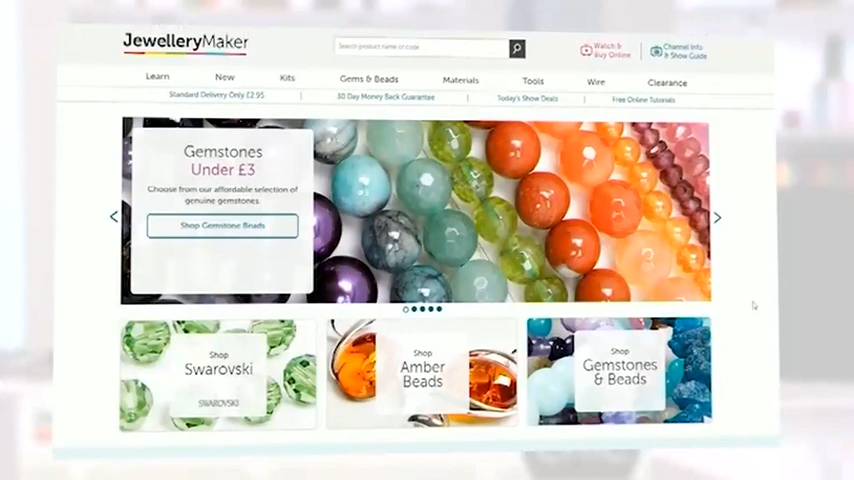 JewelleryMaker
Search product name or code
Watch &
Buy Online
Channel Info
& Show Guide
Learn
New
Kits
Gems & Beads
Materials
Tools
Wire
Clearance
Standard Delivery Only £2.95
30 Day Money Back Guarantee
Today's Show Deals
Free Online Tutorials
Gemstones
Under £3
Choose from our affordable selection of
genuine gemstones.
Shop Gemstone Beads
Shop
Swarovski
SWAROVSKI
Shop
Amber
Beads
Shop
Gemstones
& Beads